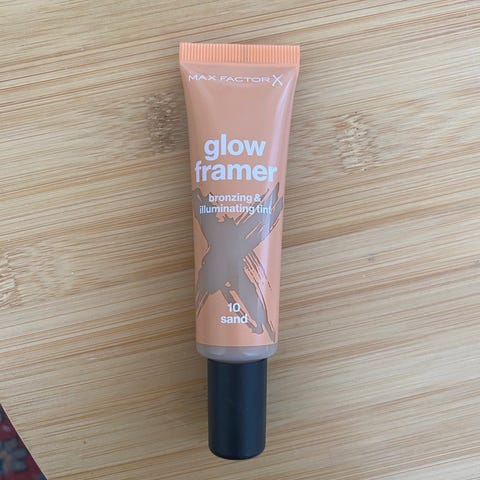 MAX FACTOR X
glow
framer
bronzing &
illuminating tint
10
sand